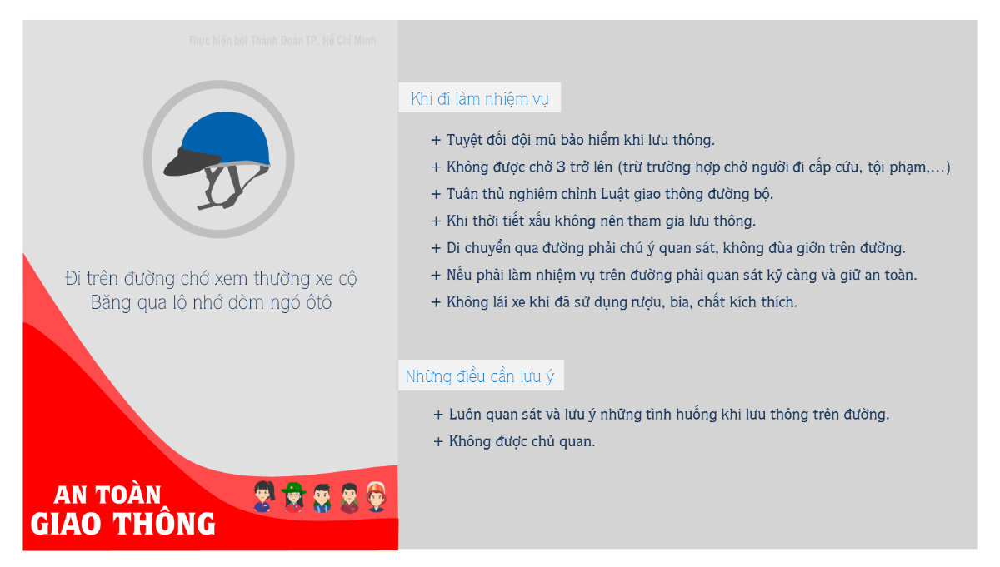 Thực hiện bởi Thành Đoàn TP. Hồ Chí Minh
Đi trên đường chớ xem thường xe cộ
Băng qua lộ nhớ dòm ngó ôtô
AN TOÀN
GIAO THÔNG
Khi đi làm nhiệm vụ
+ Tuyệt đối đội mũ bảo hiểm khi lưu thông.
+ Không được chở 3 trở lên (trừ trường hợp chở người đi cấp cứu, tội phạm,...)
+ Tuân thủ nghiêm chỉnh Luật giao thông đường bộ.
+ Khi thời tiết xấu không nên tham gia lưu thông.
+ Di chuyển qua đường phải chú ý quan sát, không đùa giỡn trên đường.
+ Nếu phải làm nhiệm vụ trên đường phải quan sát kỹ càng và giữ an toàn.
+ Không lái xe khi đã sử dụng rượu, bia, chất kích thích.
Những điều cần lưu ý
+ Luôn quan sát và lưu ý những tình huống khi lưu thông trên đường.
+ Không được chủ quan.